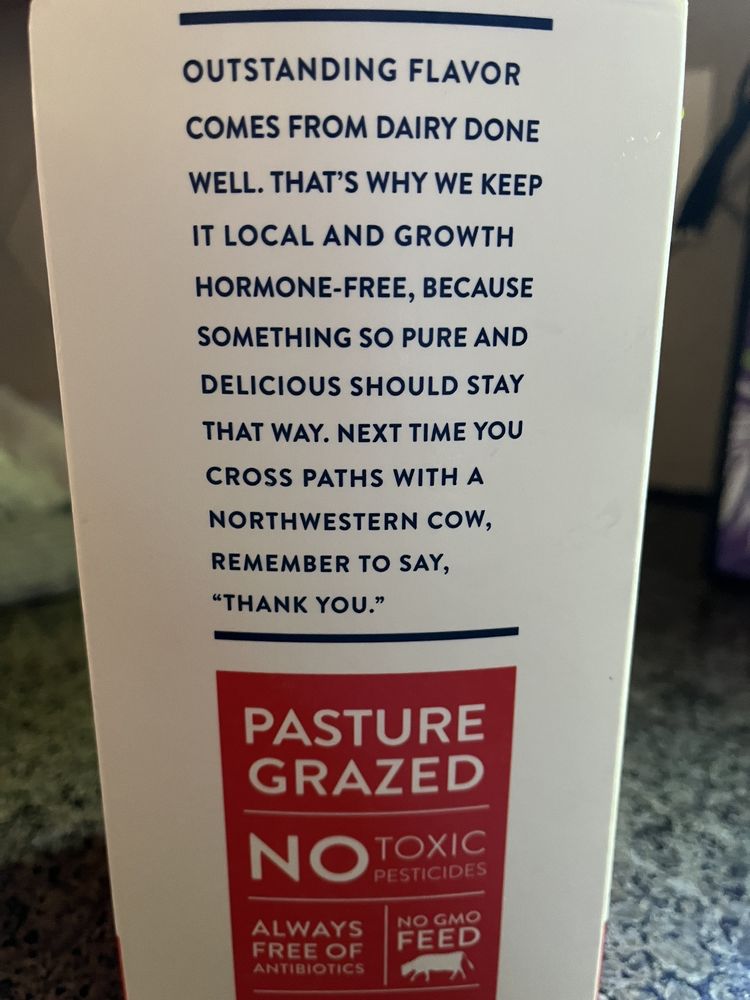 OUTSTANDING FLAVOR
COMES FROM DAIRY DONE
WELL. THAT'S WHY WE KEEP
IT LOCAL AND GROWTH
HORMONE-FREE, BECAUSE
SOMETHING SO PURE AND
DELICIOUS SHOULD STAY
THAT WAY. NEXT TIME YOU
CROSS PATHS WITH A
NORTHWESTERN COW,
REMEMBER TO SAY,
“THANK YOU.”
PASTURE
GRAZED
NO TOXIC
PESTICIDES
ALWAYS
FREE OF
ANTIBIOTICS
NO GMO
FEED